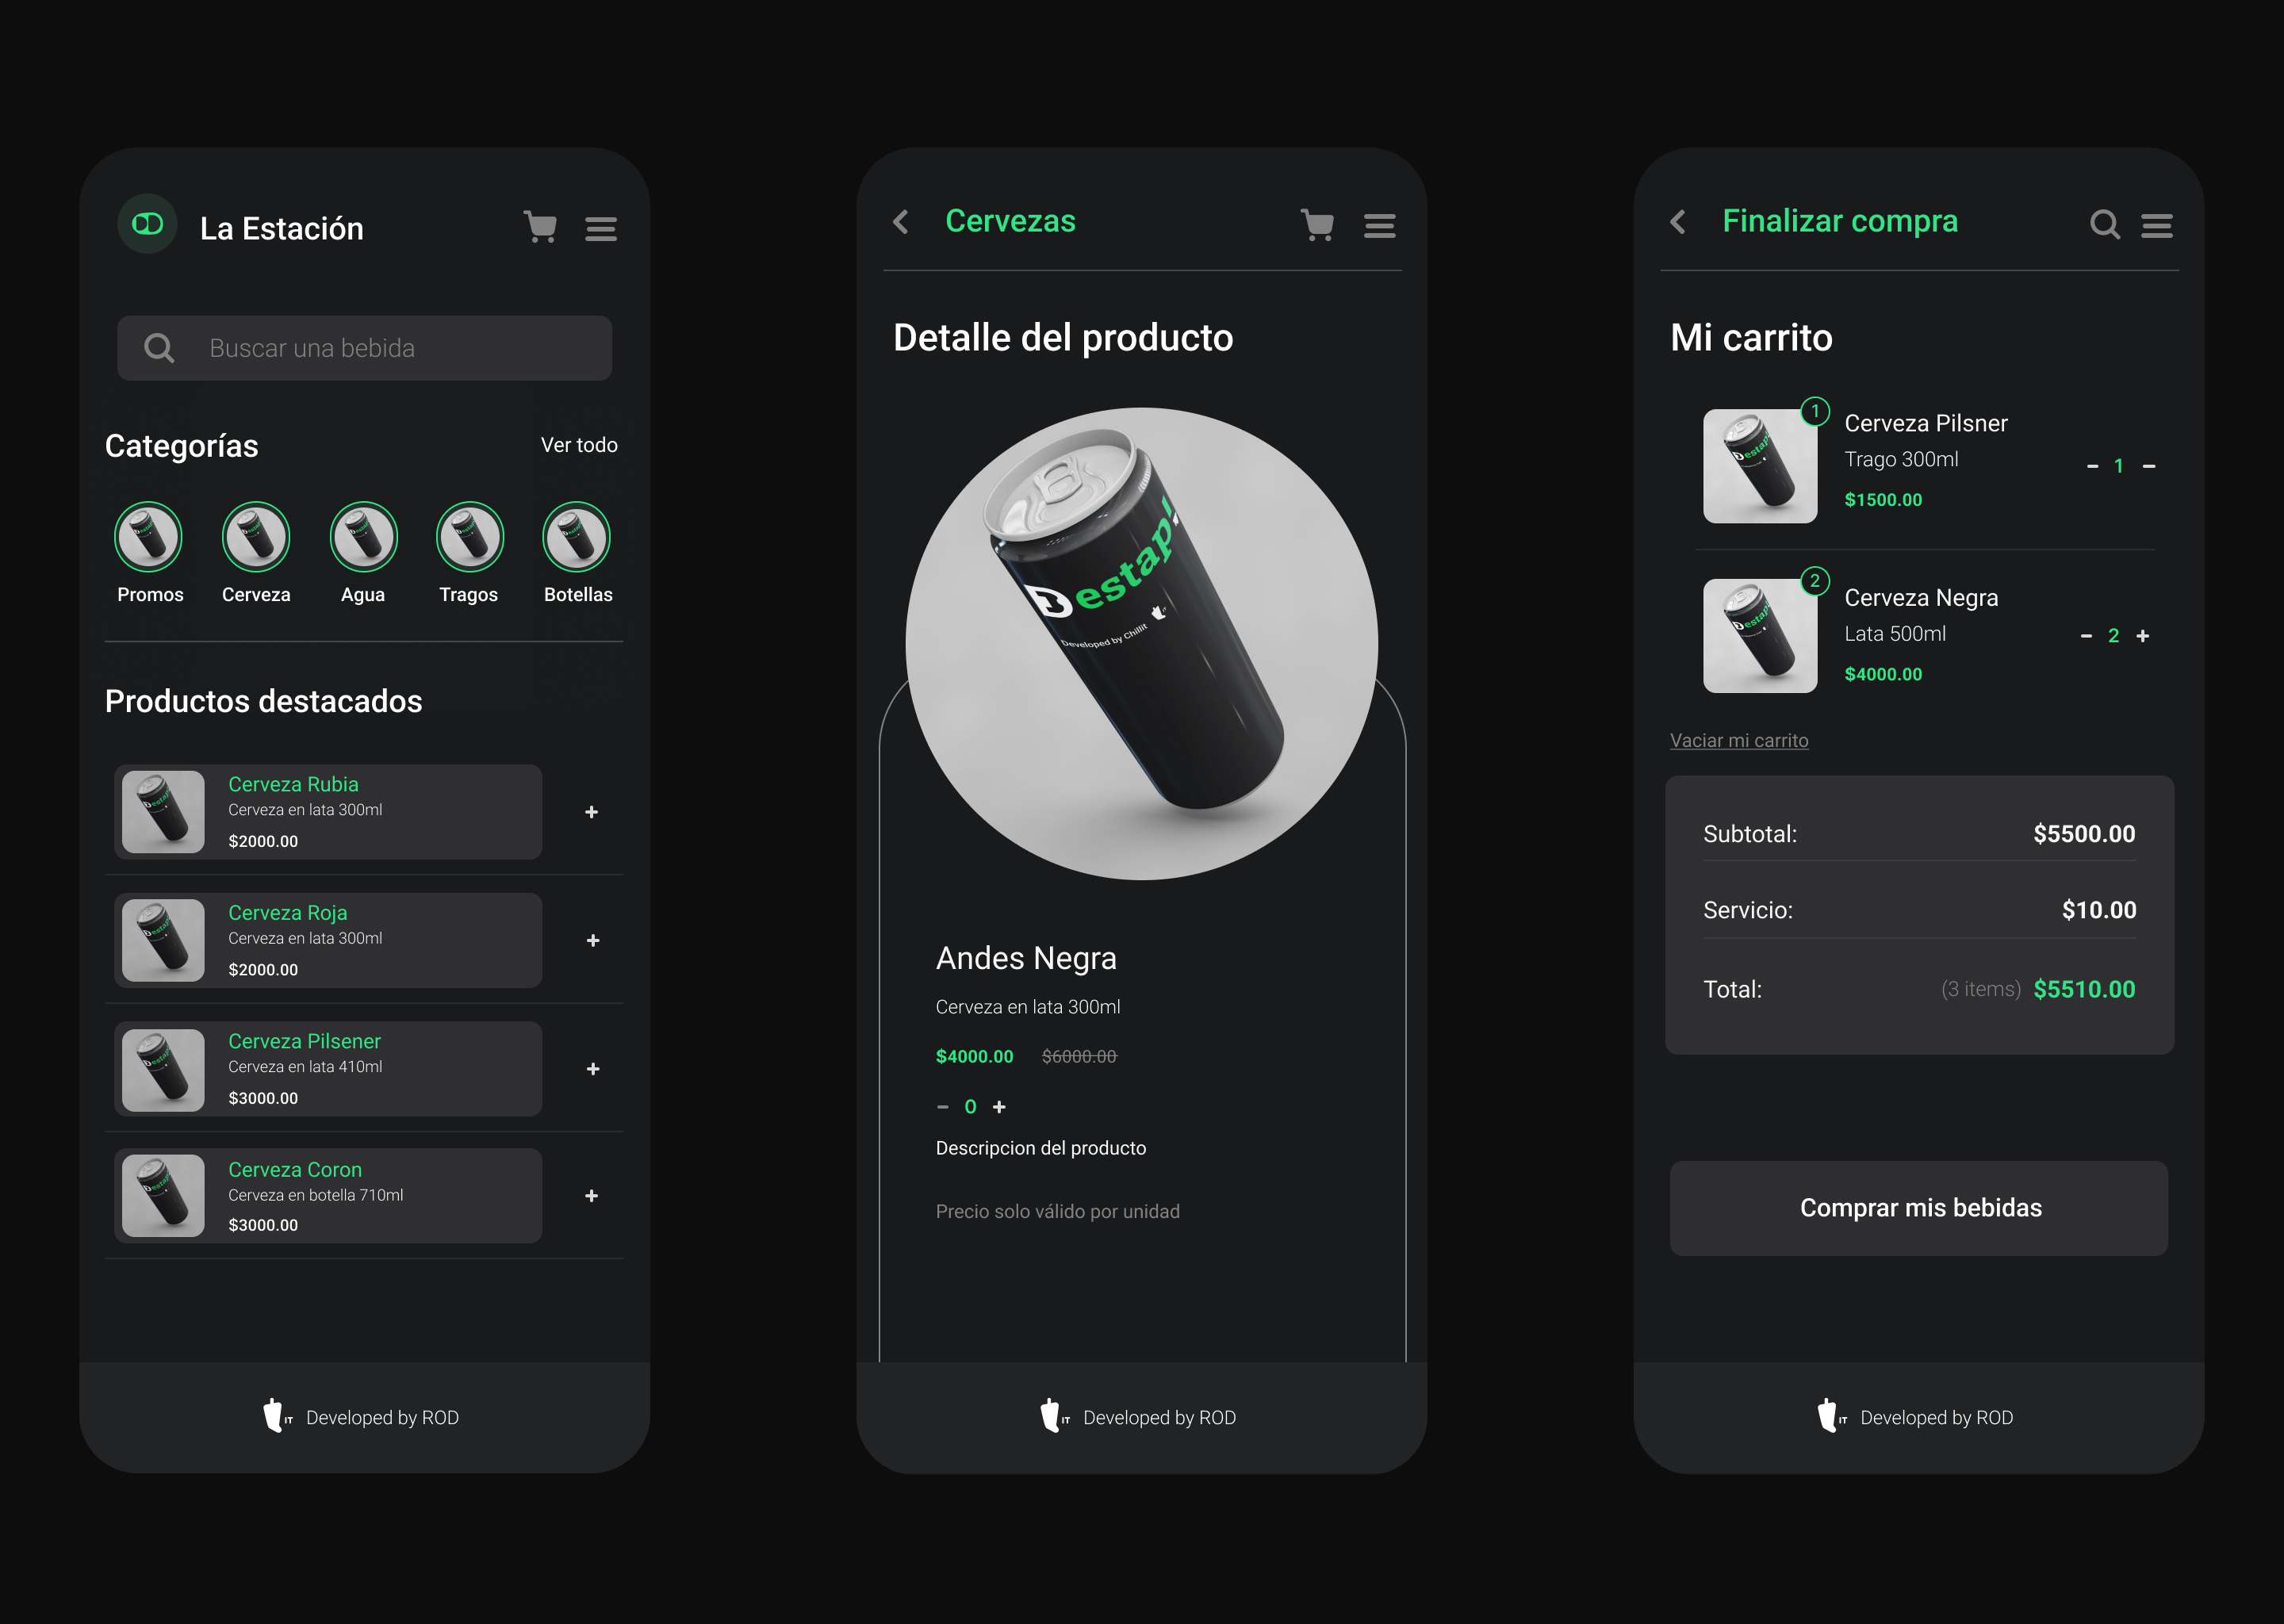 La Estación
Buscar una bebida
Categorías
Ver todo
Promos
Cerveza
Agua
Tragos
Botellas
Productos destacados
Cerveza Rubia
Cerveza en lata 300ml
$2000.00
+
Cerveza Roja
Cerveza en lata 300ml
$2000.00
+
Cerveza Pilsener
Cerveza en lata 410ml
$3000.00
+
Cerveza Coron
Cerveza en botella 710ml
$3000.00
+
IT Developed by ROD
Cervezas
Detalle del producto
Destap!
Developed by Chillit
Andes Negra
Cerveza en lata 300ml
$4000.00 $6000.00
- 0 +
Descripcion del producto
Precio solo válido por unidad
IT Developed by ROD
Finalizar compra
Mi carrito
1
Cerveza Pilsner
Trago 300ml
- 1 -
$1500.00
2
Cerveza Negra
Lata 500ml
- 2 +
$4000.00
Vaciar mi carrito
Subtotal: $5500.00
Servicio: $10.00
Total: (3 items) $5510.00
Comprar mis bebidas
IT Developed by ROD